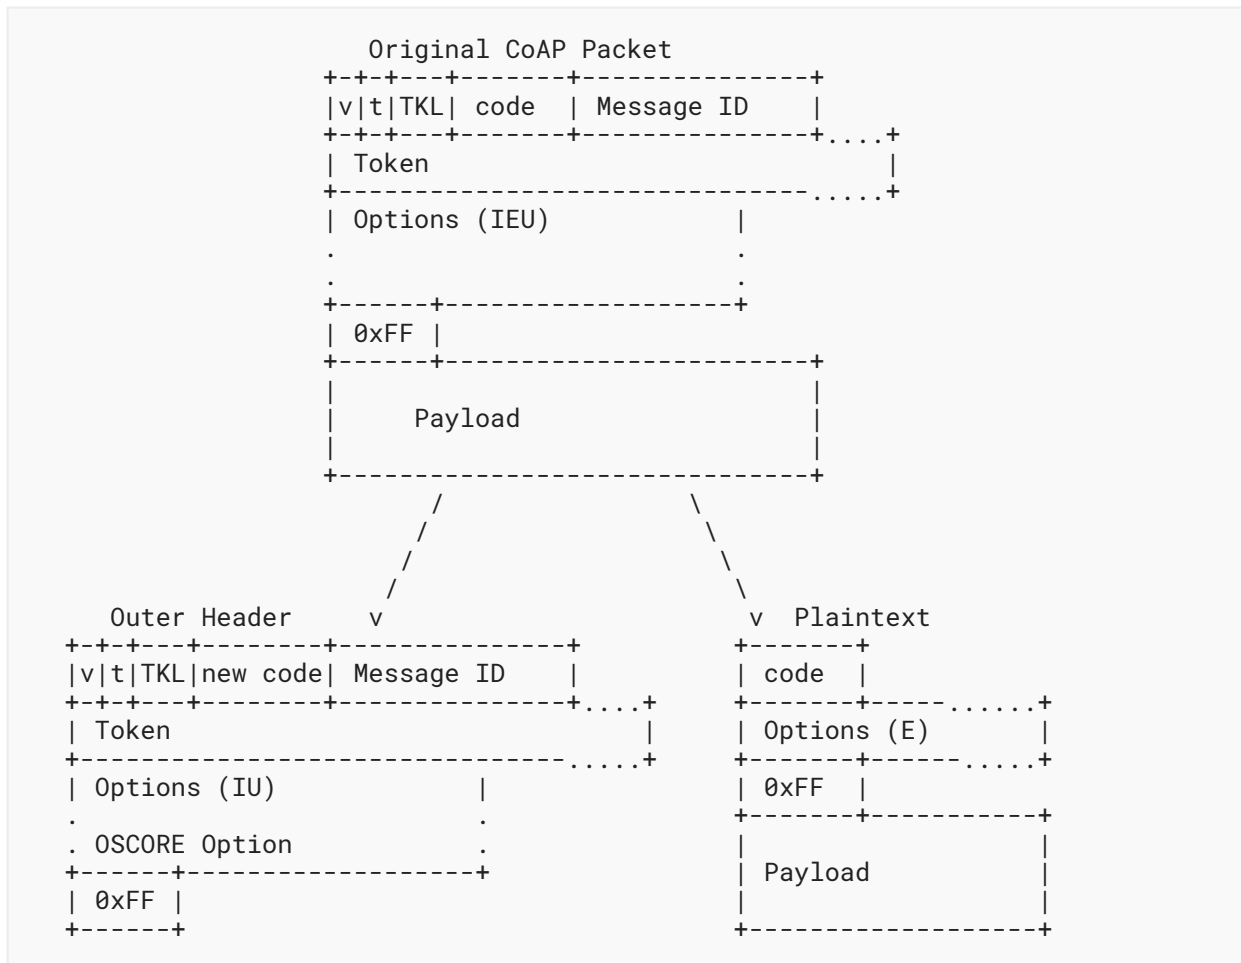 Original CoAP Packet
+-+-+---+-------+---------------+
|v|t|TKL| code  | Message ID    |
+-+-+---+-------+---------------+....+
| Token                              |
+-------------------------------.....+
| Options (IEU)            |
.                          .
.                          .
+------+-------------------+
| 0xFF |
+------+------------------------+
|                               |
|     Payload                   |
|                               |
+-------------------------------+
/                \
/                  \
/                    \
/                      \
Outer Header     v                        v  Plaintext
+-+-+---+--------+---------------+          +-------+
|v|t|TKL|new code| Message ID    |          | code  |
+-+-+---+--------+---------------+....+     +-------+-----......+
| Token                               |     | Options (E)       |
+--------------------------------.....+     +-------+------.....+
| Options (IU)             |                | 0xFF  |
.                          .                +-------+-----------+
. OSCORE Option            .                |                   |
+------+-------------------+                | Payload           |
| 0xFF |                                    |                   |
+------+                                    +-------------------+